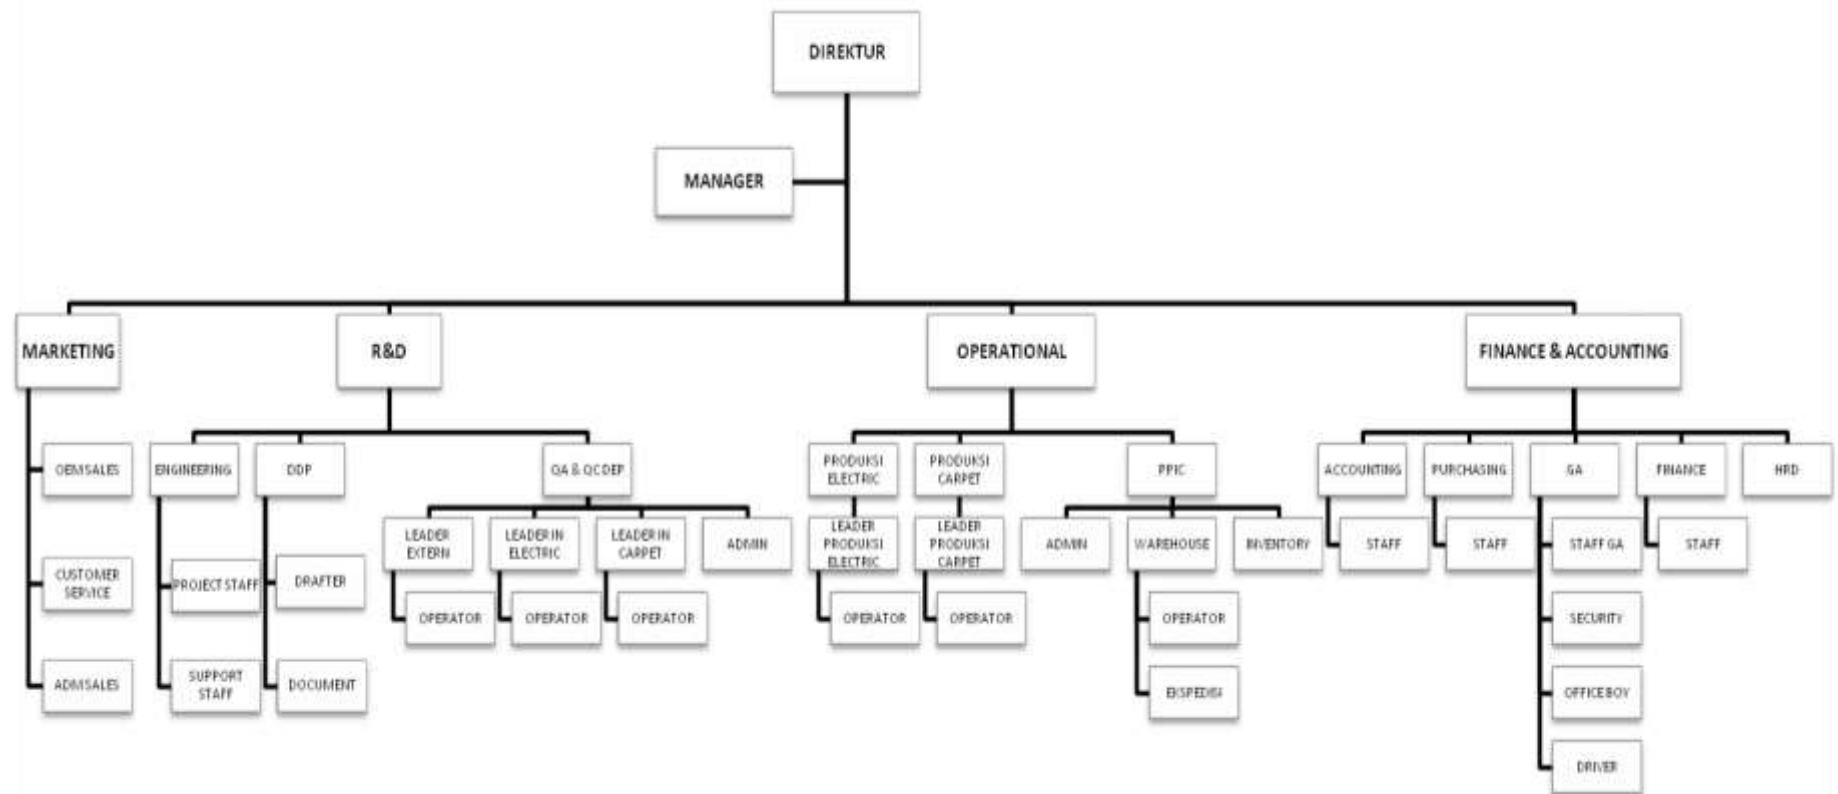 DIREKTUR
MANAGER
MARKETING
R&D
OPERATIONAL
FINANCE & ACCOUNTING
OEM SALES
ENGINEERING
DDP
QA & QC DEP
PRODUKSI
ELECTRIC
PRODUKSI
CARPET
PPIC
ACCOUNTING
PURCHASING
GA
FINANCE
HRD
LEADER
EXTERN
LEADER IN
ELECTRIC
LEADER IN
CARPET
ADMIN
LEADER
PRODUKSI
ELECTRIC
LEADER
PRODUKSI
CARPET
ADMIN
WAREHOUSE
INVENTORY
STAFF
STAFF
STAFF GA
STAFF
CUSTOMER
SERVICE
PROJECT STAFF
DRAFTER
OPERATOR
OPERATOR
OPERATOR
OPERATOR
OPERATOR
OPERATOR
SECURITY
ADM SALES
SUPPORT
STAFF
DOCUMENT
EKSPEDISI
OFFICE BOY
DRIVER